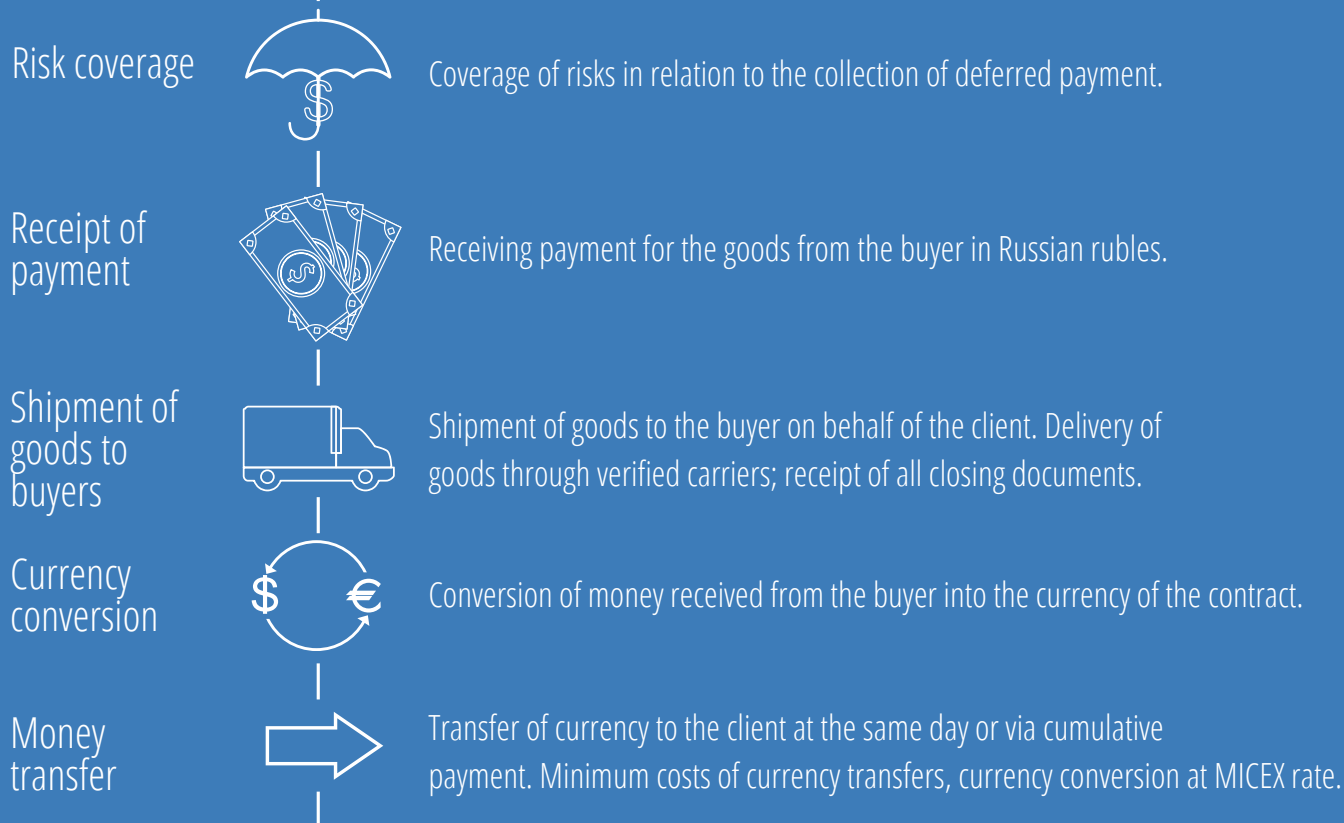 Risk coverage
Coverage of risks in relation to the collection of deferred payment.
$
Receipt of
payment
Receiving payment for the goods from the buyer in Russian rubles.
$
Shipment of
goods to
buyers
Shipment of goods to the buyer on behalf of the client. Delivery of
goods through verified carriers; receipt of all closing documents.
Currency
conversion
$ €
Conversion of money received from the buyer into the currency of the contract.
Money
transfer
Transfer of currency to the client at the same day or via cumulative
payment. Minimum costs of currency transfers, currency conversion at MICEX rate.